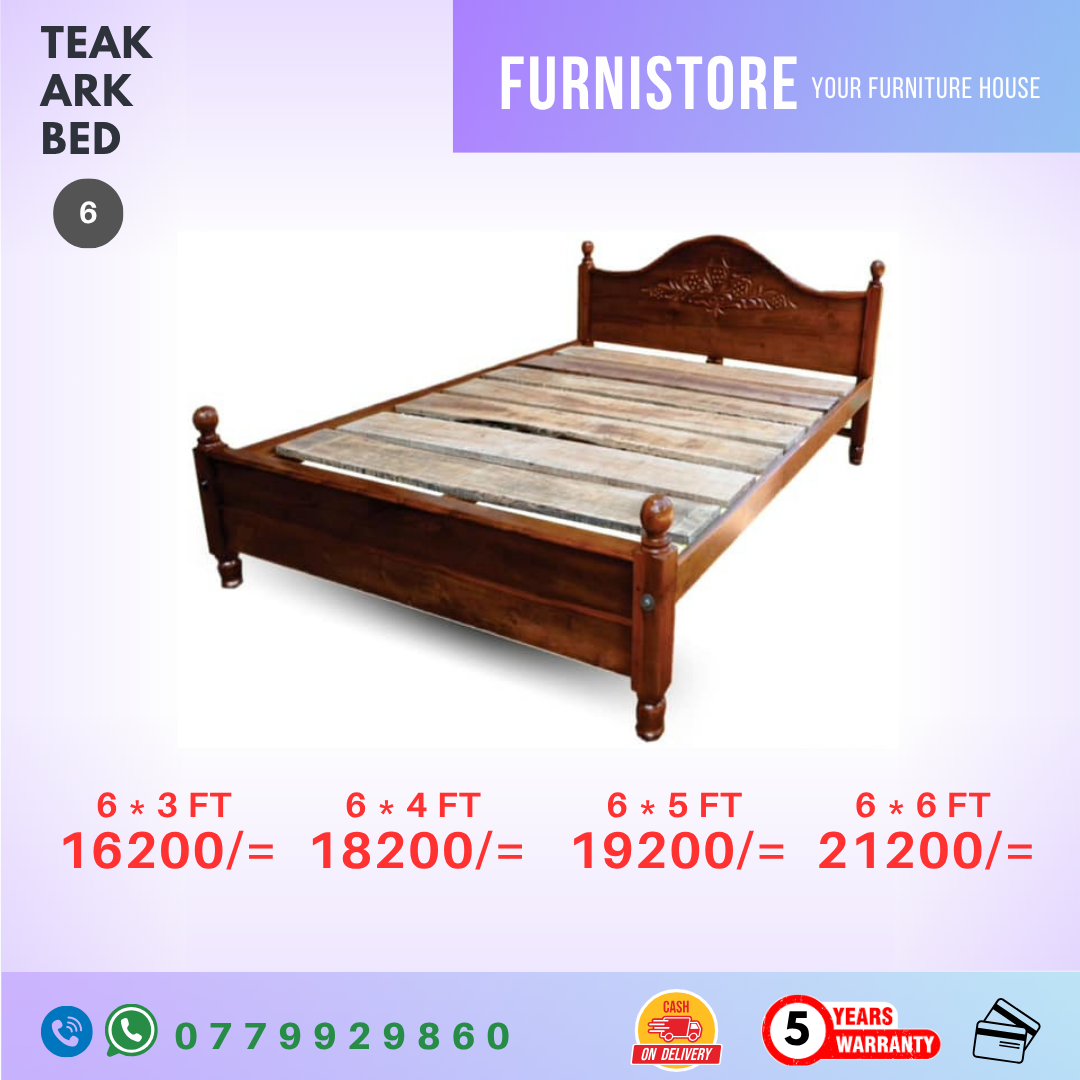 TEAK
ARK
BED
6
FURNISTORE YOUR FURNITURE HOUSE
6 * 3 FT
16200/=
6 * 4 FT
18200/=
6 * 5 FT
19200/=
6 * 6 FT
21200/=
0779929860
CASH
ON DELIVERY
5 YEARS
WARRANTY